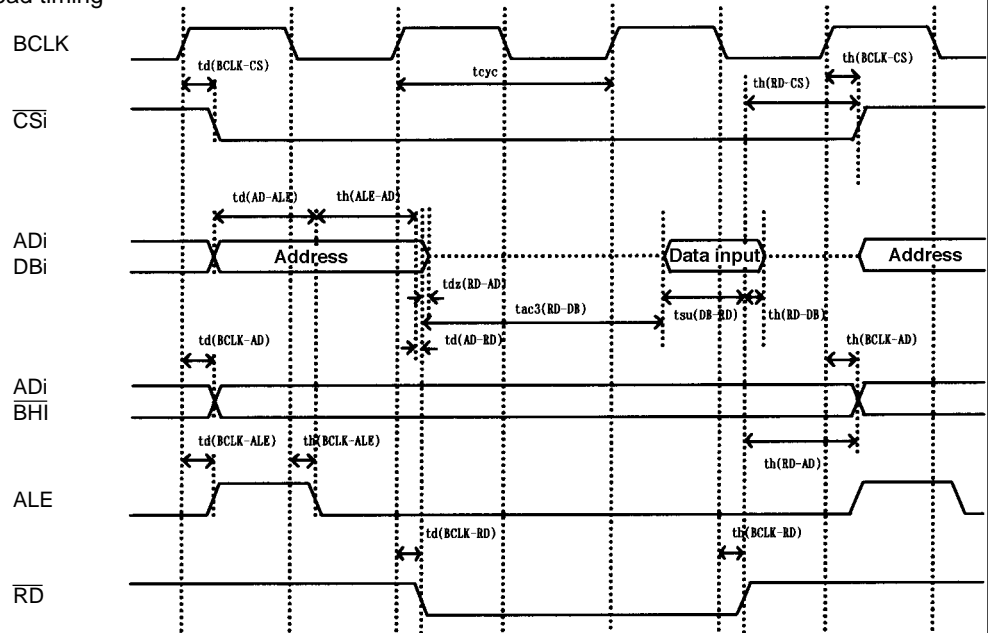 ead timing
BCLK
td(BCLK-CS)
tcyc
th(BCLK-CS)
th(RD-CS)
CSi
td(AD-ALE)
th(ALE-AD)
ADi
DBi
Address
Data input
Address
tdz(RD-AD)
tac3(RD-DB)
tsu(DB-RD)
th(RD-DB)
td(AD-RD)
td(BCLK-AD)
th(BCLK-AD)
ADi
BHI
td(BCLK-ALE)
th(BCLK-ALE)
th(RD-AD)
ALE
td(BCLK-RD)
th(BCLK-RD)
RD